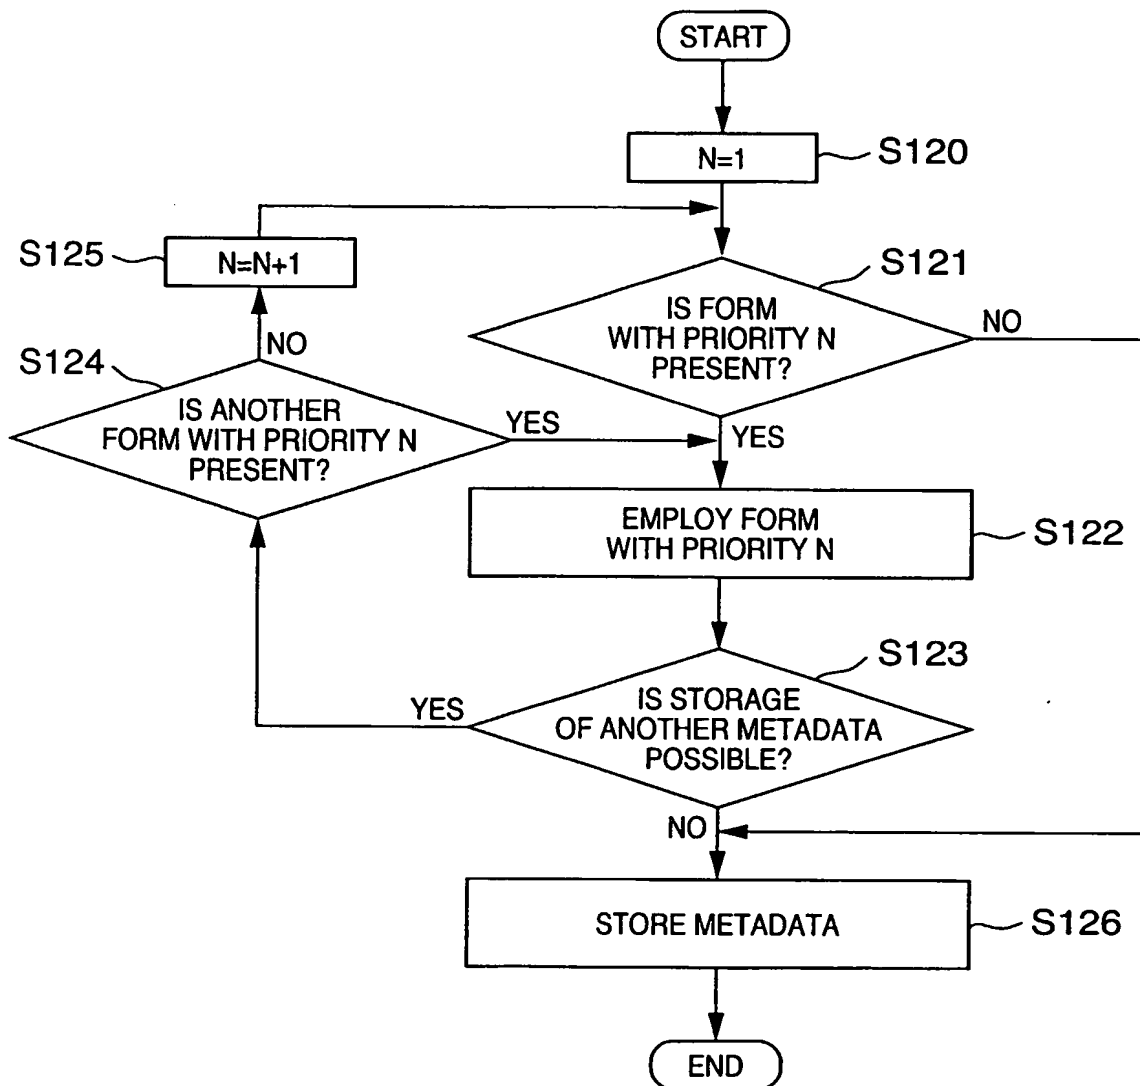 START
N=1
S120
S125
N=N+1
S121
IS FORM
WITH PRIORITY N
PRESENT?
NO
NO
S124
IS ANOTHER
FORM WITH PRIORITY N
PRESENT?
YES
YES
EMPLOY FORM
WITH PRIORITY N
S122
S123
IS STORAGE
OF ANOTHER METADATA
POSSIBLE?
YES
NO
STORE METADATA
S126
END